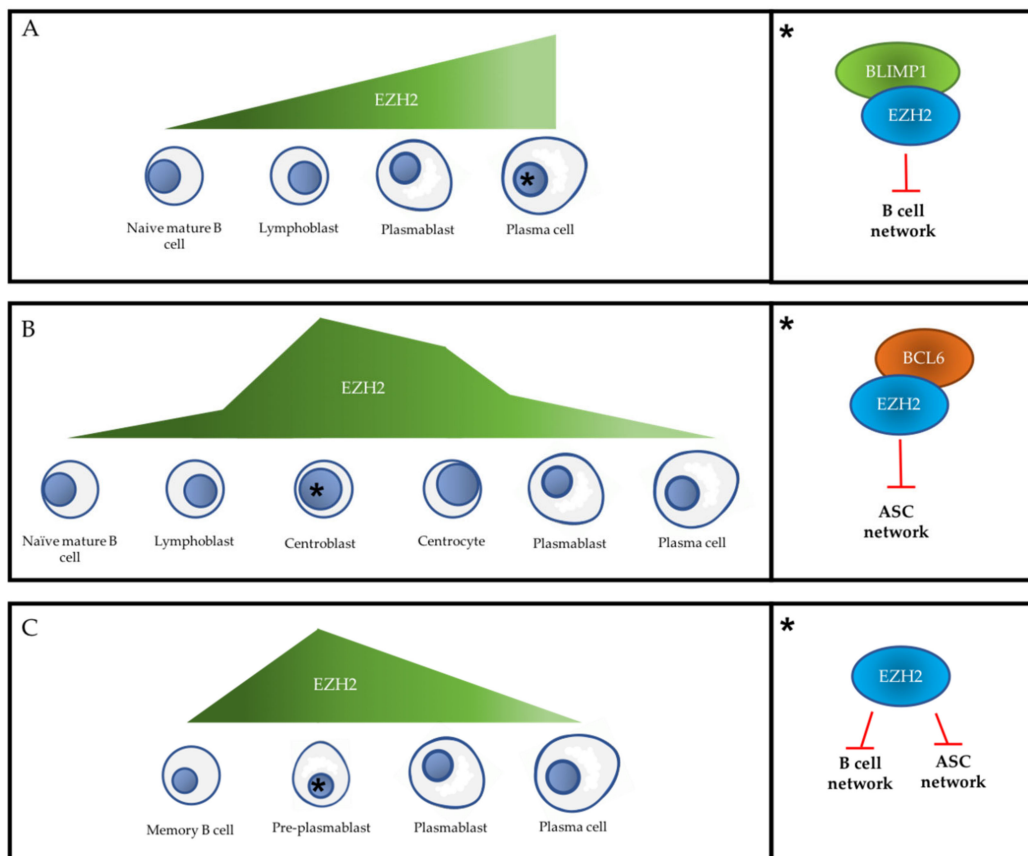 A
EZH2
Naive mature B
cell
Lymphoblast
Plasmablast
Plasma cell
*
*
BLIMP1
EZH2
B cell
network
B
EZH2
Naïve mature B
cell
Lymphoblast
*
Centroblast
Centrocyte
Plasmablast
Plasma cell
*
BCL6
EZH2
ASC
network
C
EZH2
Memory B cell
*
Pre-plasmablast
Plasmablast
Plasma cell
*
EZH2
B cell
network
ASC
network